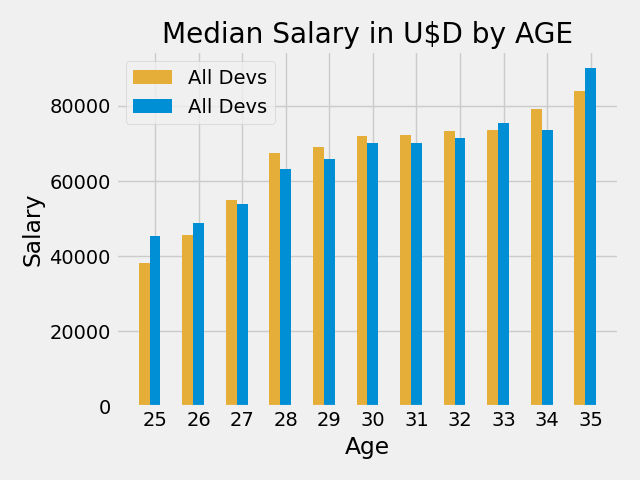 Median Salary in U$D by AGE
All Devs
All Devs
80000
60000
40000
20000
0
Salary
25 26 27 28 29 30 31 32 33 34 35
Age